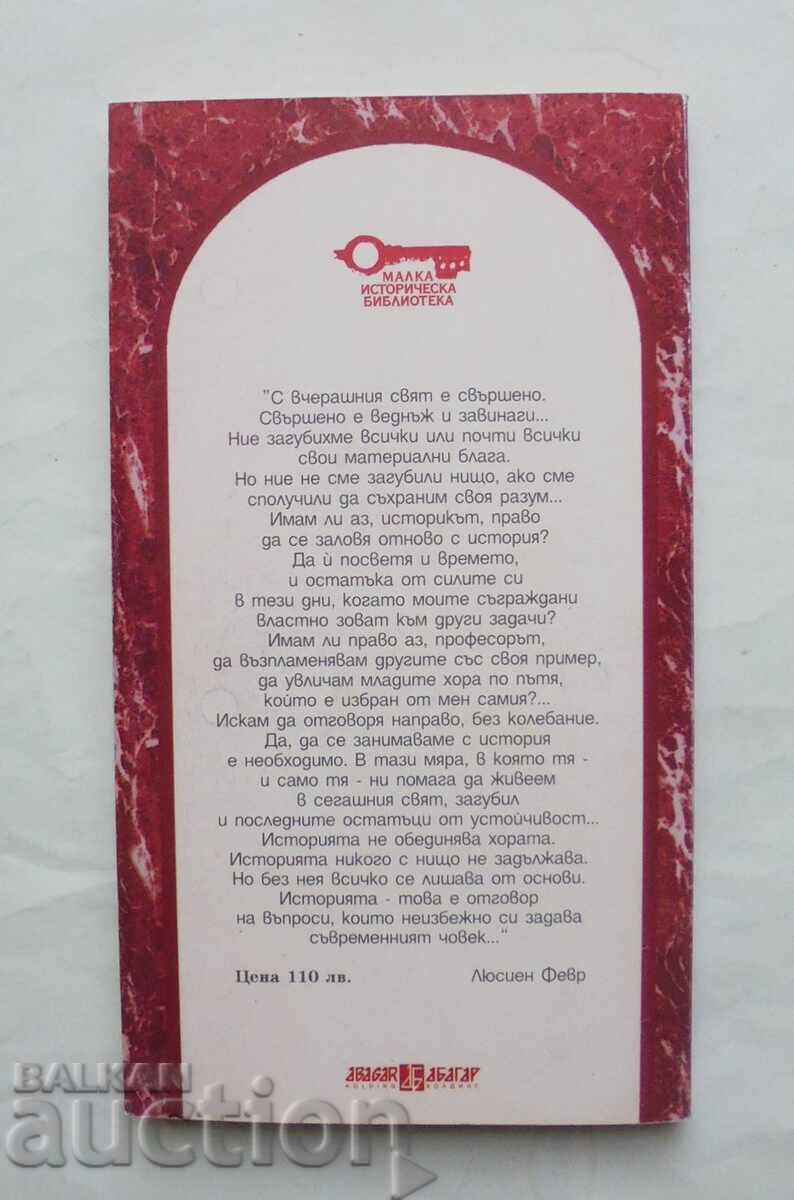 МАЛКА
ИСТОРИЧЕСКА
БИБЛИОТЕКА
"С вчерашния свят е свършено.
Свършено е веднъж и завинаги...
Ние загубихме всички или почти всички
свои материални блага.
Но ние не сме загубили нищо, ако сме
сполучили да съхраним своя разум...
Имам ли аз, историкът, право
да се заловя отново с история?
Да ѝ посветя и времето,
и остатъка от силите си
в тези дни, когато моите съграждани
властно зоват към други задачи?
Имам ли право аз, професорът,
да възпламенявам другите със своя пример,
да увличам младите хора по пътя,
който е избран от мен самия?...
Искам да отговоря направо, без колебание.
Да, да се занимаваме с история
е необходимо. В тази мяра, в която тя -
и само тя - ни помага да живеем
в сегашния свят, загубил
и последните остатъци от устойчивост...
Историята не обединява хората.
Историята никого с нищо не задължава.
Но без нея всичко се лишава от основи.
Историята - това е отговор
на въпроси, които неизбежно си задава
съвременният човек..."
Цена 110 лв. Люсиен Февр
ABAGAR АБАГАР
HOLDING ХОЛДИНГ
BALKAN
auction